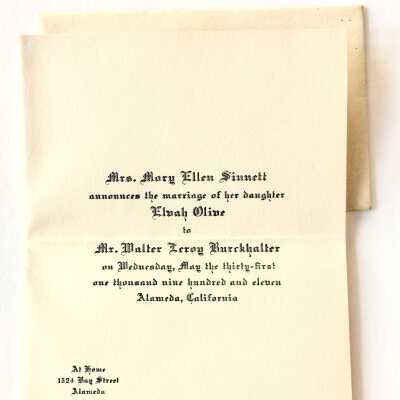 Mrs. Mary Ellen Sinnett
announces the marriage of her daughter
Elvah Olive
to
Mr. Walter Leroy Burckhalter
on Wednesday, May the thirty-first
one thousand nine hundred and eleven
Alameda, California
At Home
1524 Bay Street
Alameda